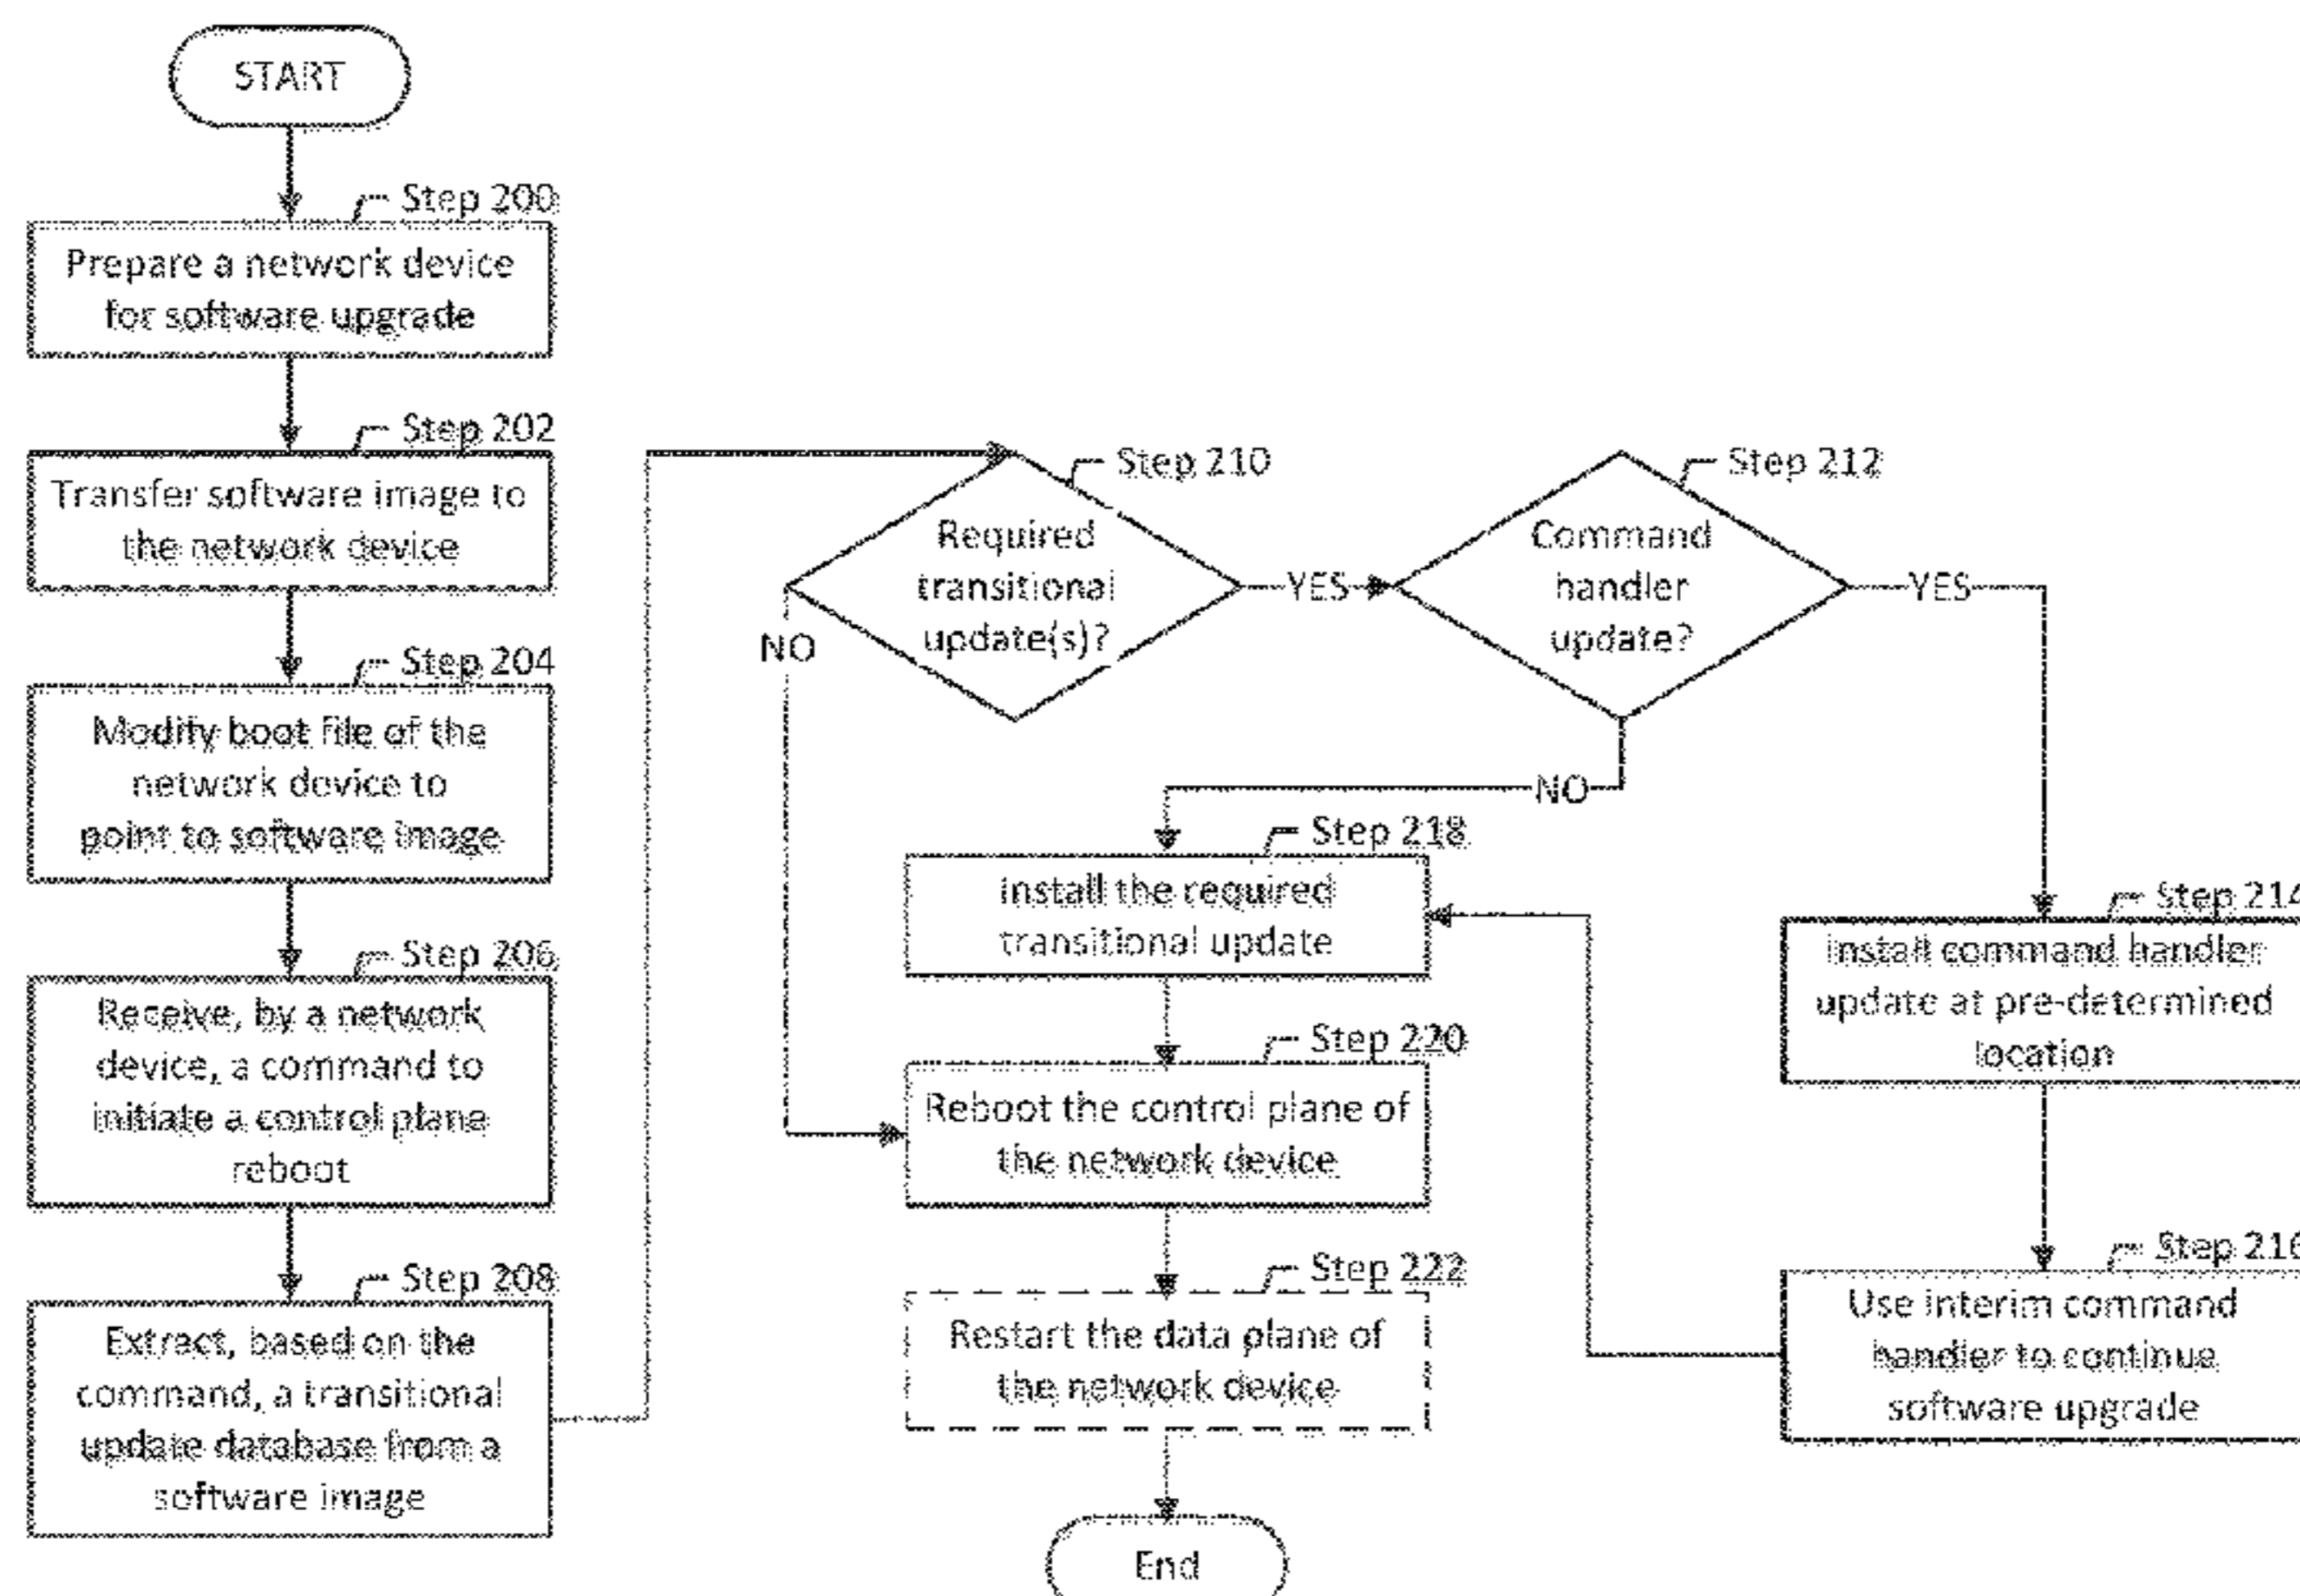 START
Step 200
Prepare a network device
for software upgrade
Step 202
Transfer software image to
the network device
Step 204
Modify boot file of the
network device to
point to software image
Step 206
Receive, by a network
device, a command to
initiate a control plane
reboot
Step 208
Extract, based on the
command, a transitional
update database from a
software image
Step 210
Required
transitional
update(s)?
YES
NO
Step 212
Command
handler
update?
YES
NO
Step 214
Install command handler
update at pre-determined
location
Step 216
Use interim command
handler to continue
software upgrade
Step 218
Install the required
transitional update
Step 220
Reboot the control plane of
the network device
Step 222
Restart the data plane of
the network device
End